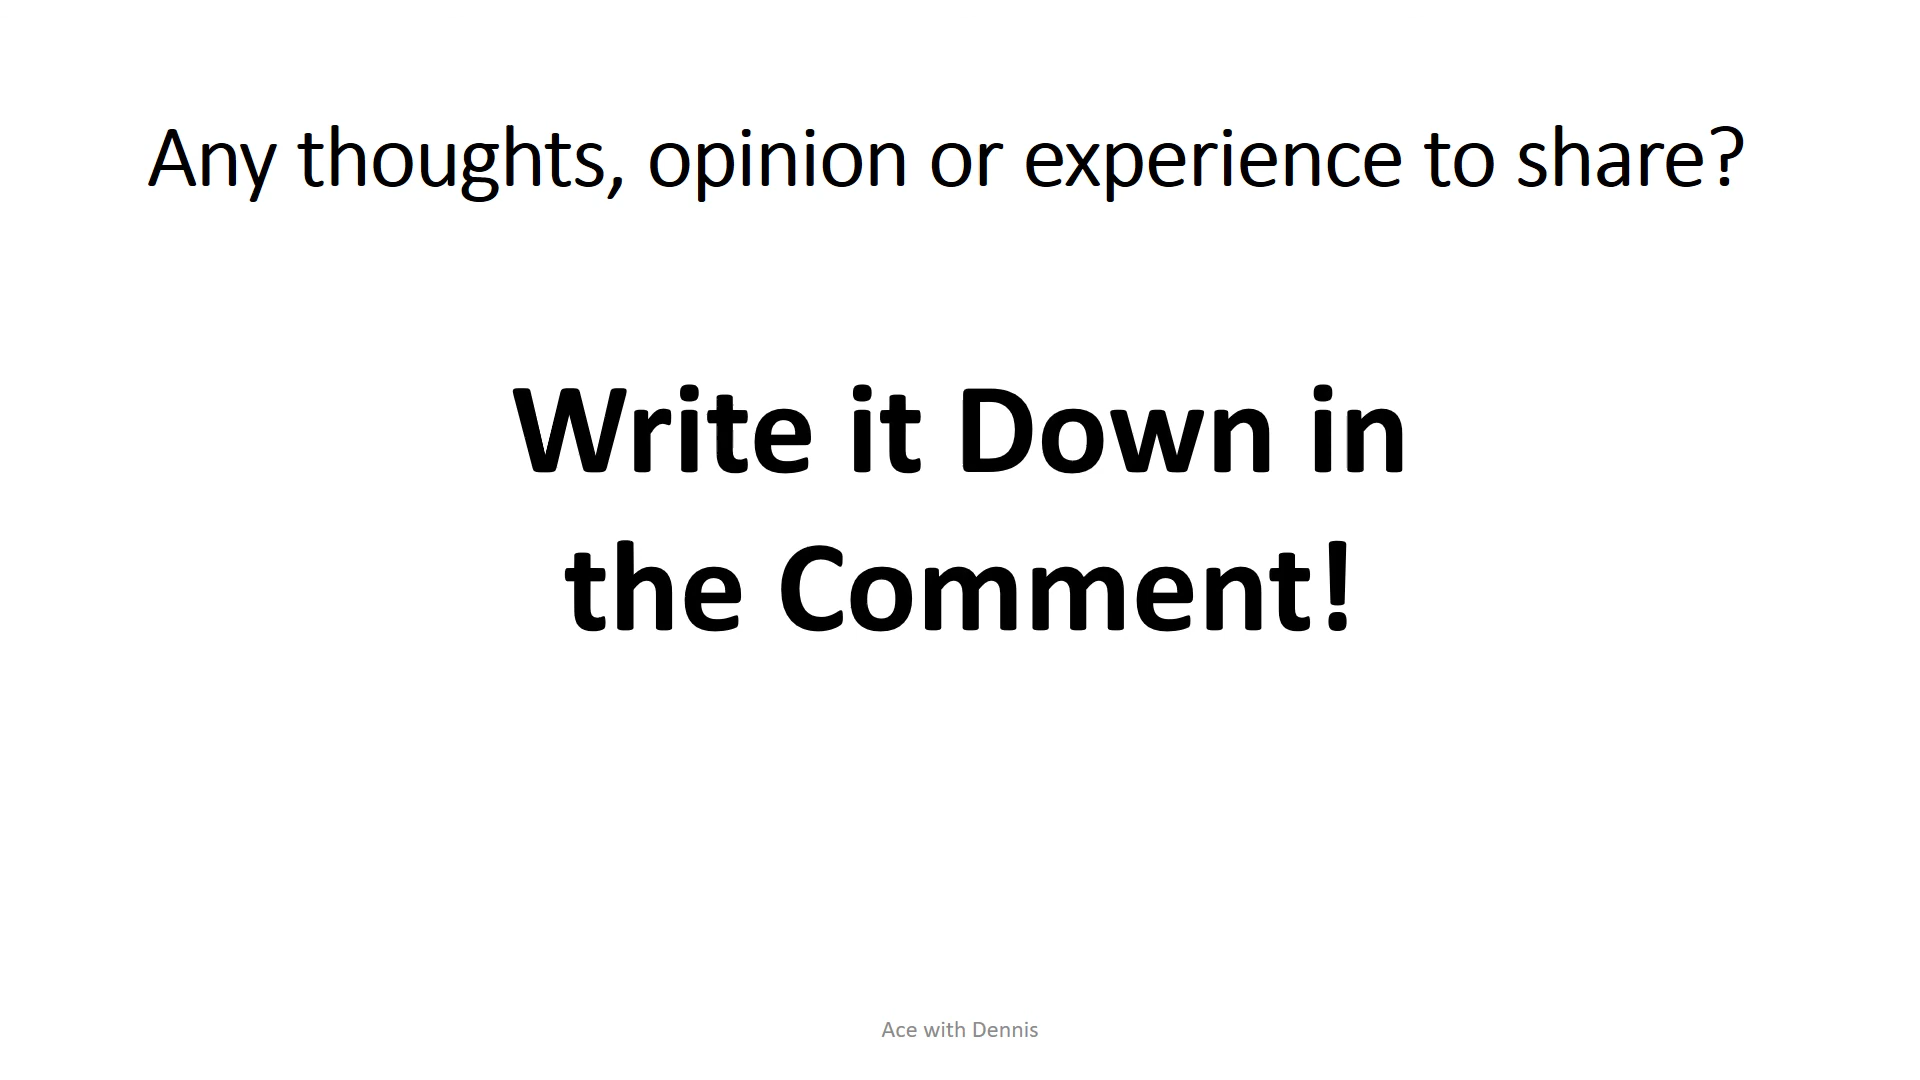 Any thoughts, opinion or experience to share?
Write it Down in
the Comment!
Ace with Dennis